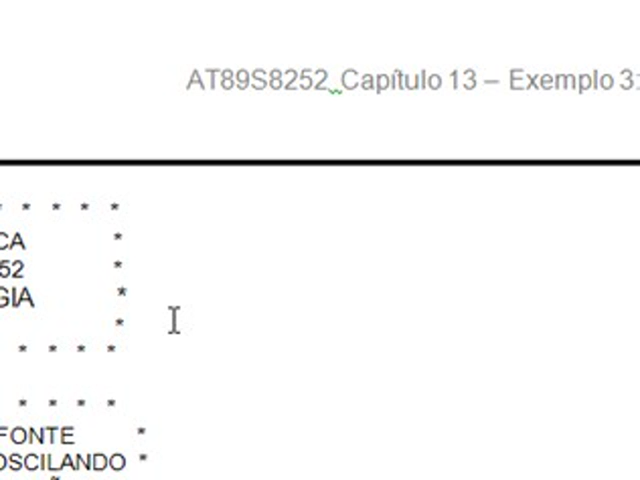 AT89S8252 Capítulo 13 – Exemplo 3:
* * * * *
CA *
52 *
GIA *
*
* * * *
* * * *
FONTE *
OSCILANDO *